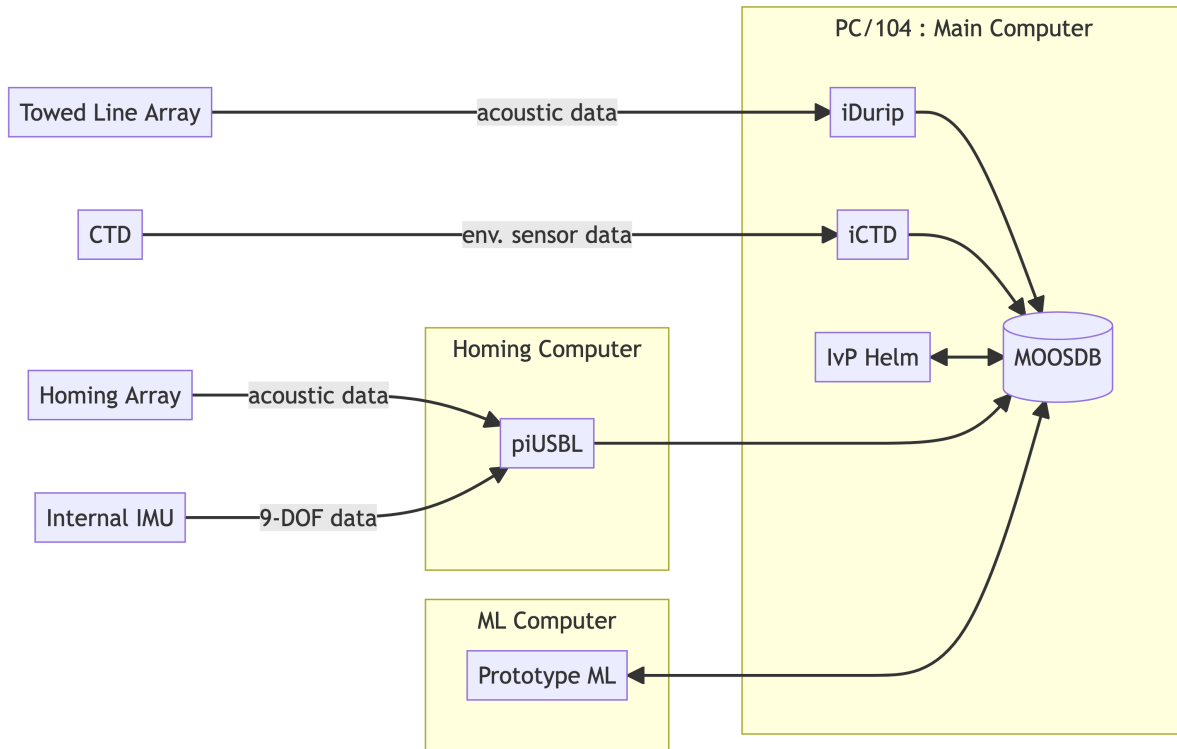 PC/104 : Main Computer
Towed Line Array
acoustic data
iDurip
CTD
env. sensor data
iCTD
Homing Computer
IvP Helm
MOOSDB
Homing Array
acoustic data
piUSBL
Internal IMU
9-DOF data
ML Computer
Prototype ML